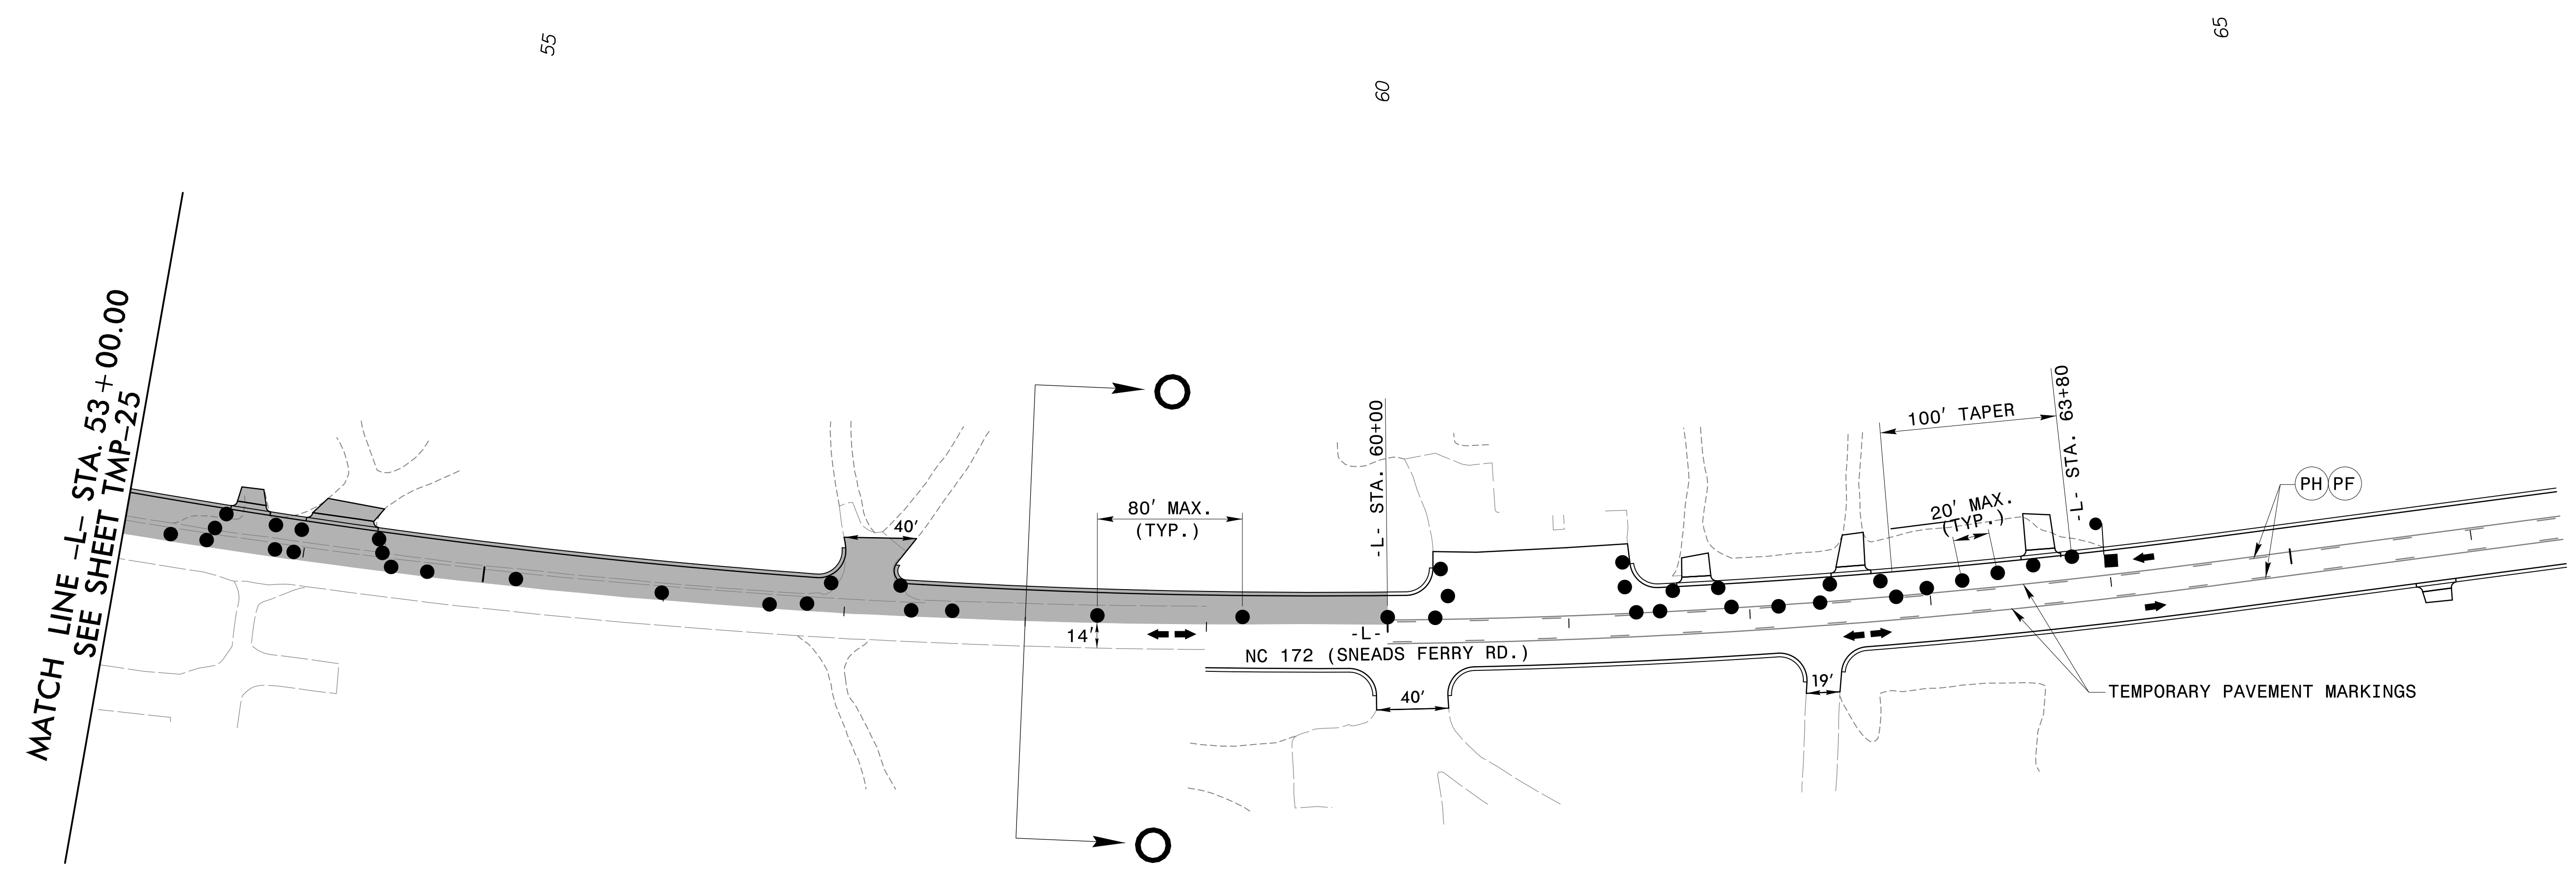 55
60
65
MATCH LINE -L- STA. 53+00.00
SEE SHEET TMP-25
40'
80' MAX.
(TYP.)
14'
-L- STA. 60+00
-L-
NC 172 (SNEADS FERRY RD.)
40'
19'
100' TAPER
20' MAX.
(TYP.)
-L- STA. 63+80
PH PF
TEMPORARY PAVEMENT MARKINGS
O
O